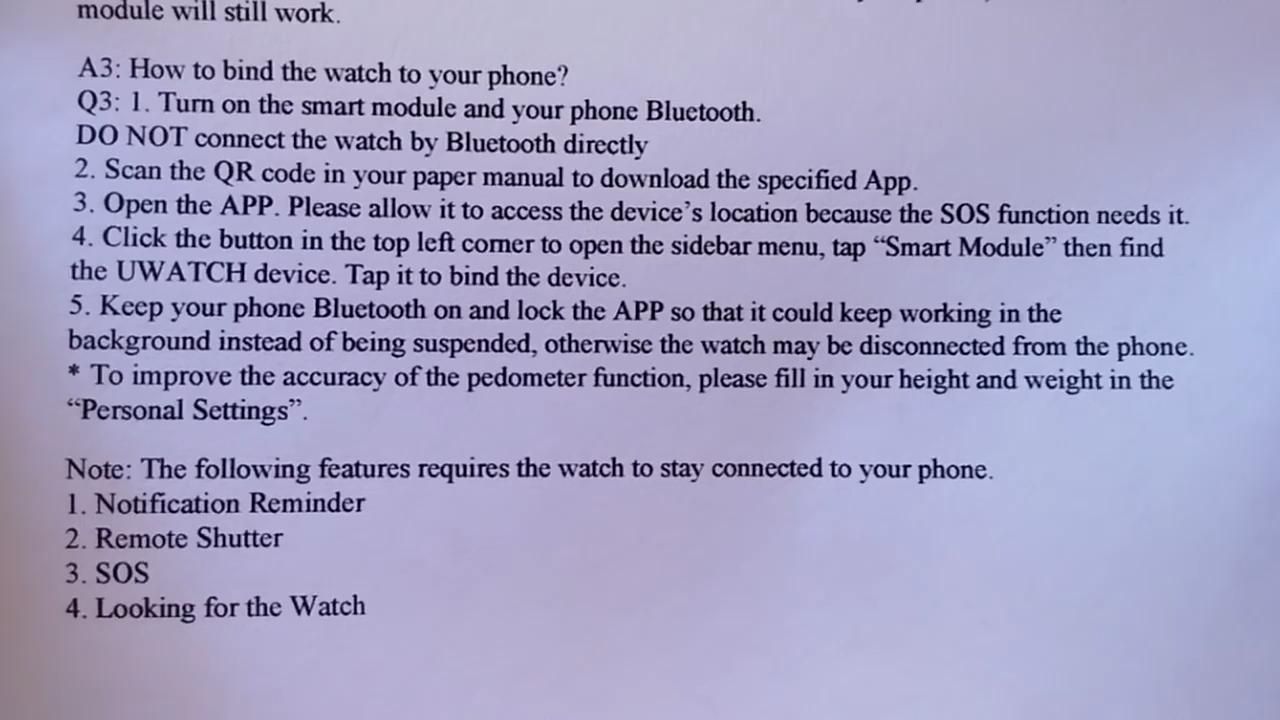 module will still work.
A3: How to bind the watch to your phone?
Q3: 1. Turn on the smart module and your phone Bluetooth.
DO NOT connect the watch by Bluetooth directly
2. Scan the QR code in your paper manual to download the specified App.
3. Open the APP. Please allow it to access the device’s location because the SOS function needs it.
4. Click the button in the top left corner to open the sidebar menu, tap “Smart Module” then find
the UWATCH device. Tap it to bind the device.
5. Keep your phone Bluetooth on and lock the APP so that it could keep working in the
background instead of being suspended, otherwise the watch may be disconnected from the phone.
* To improve the accuracy of the pedometer function, please fill in your height and weight in the
“Personal Settings”.
Note: The following features requires the watch to stay connected to your phone.
1. Notification Reminder
2. Remote Shutter
3. SOS
4. Looking for the Watch